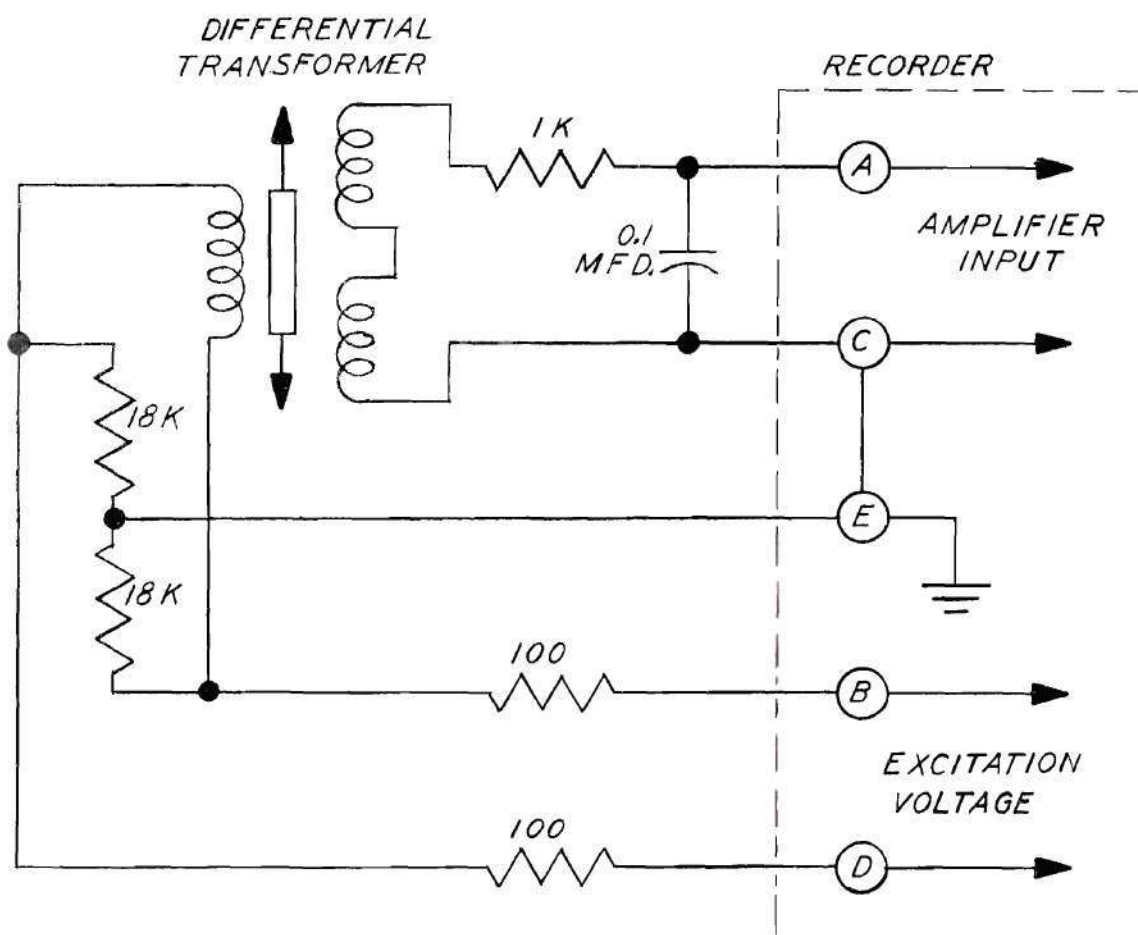 DIFFERENTIAL
TRANSFORMER
RECORDER
1K
A
0.1
MFD.
AMPLIFIER
INPUT
C
18K
E
18K
100
B
EXCITATION
VOLTAGE
100
D